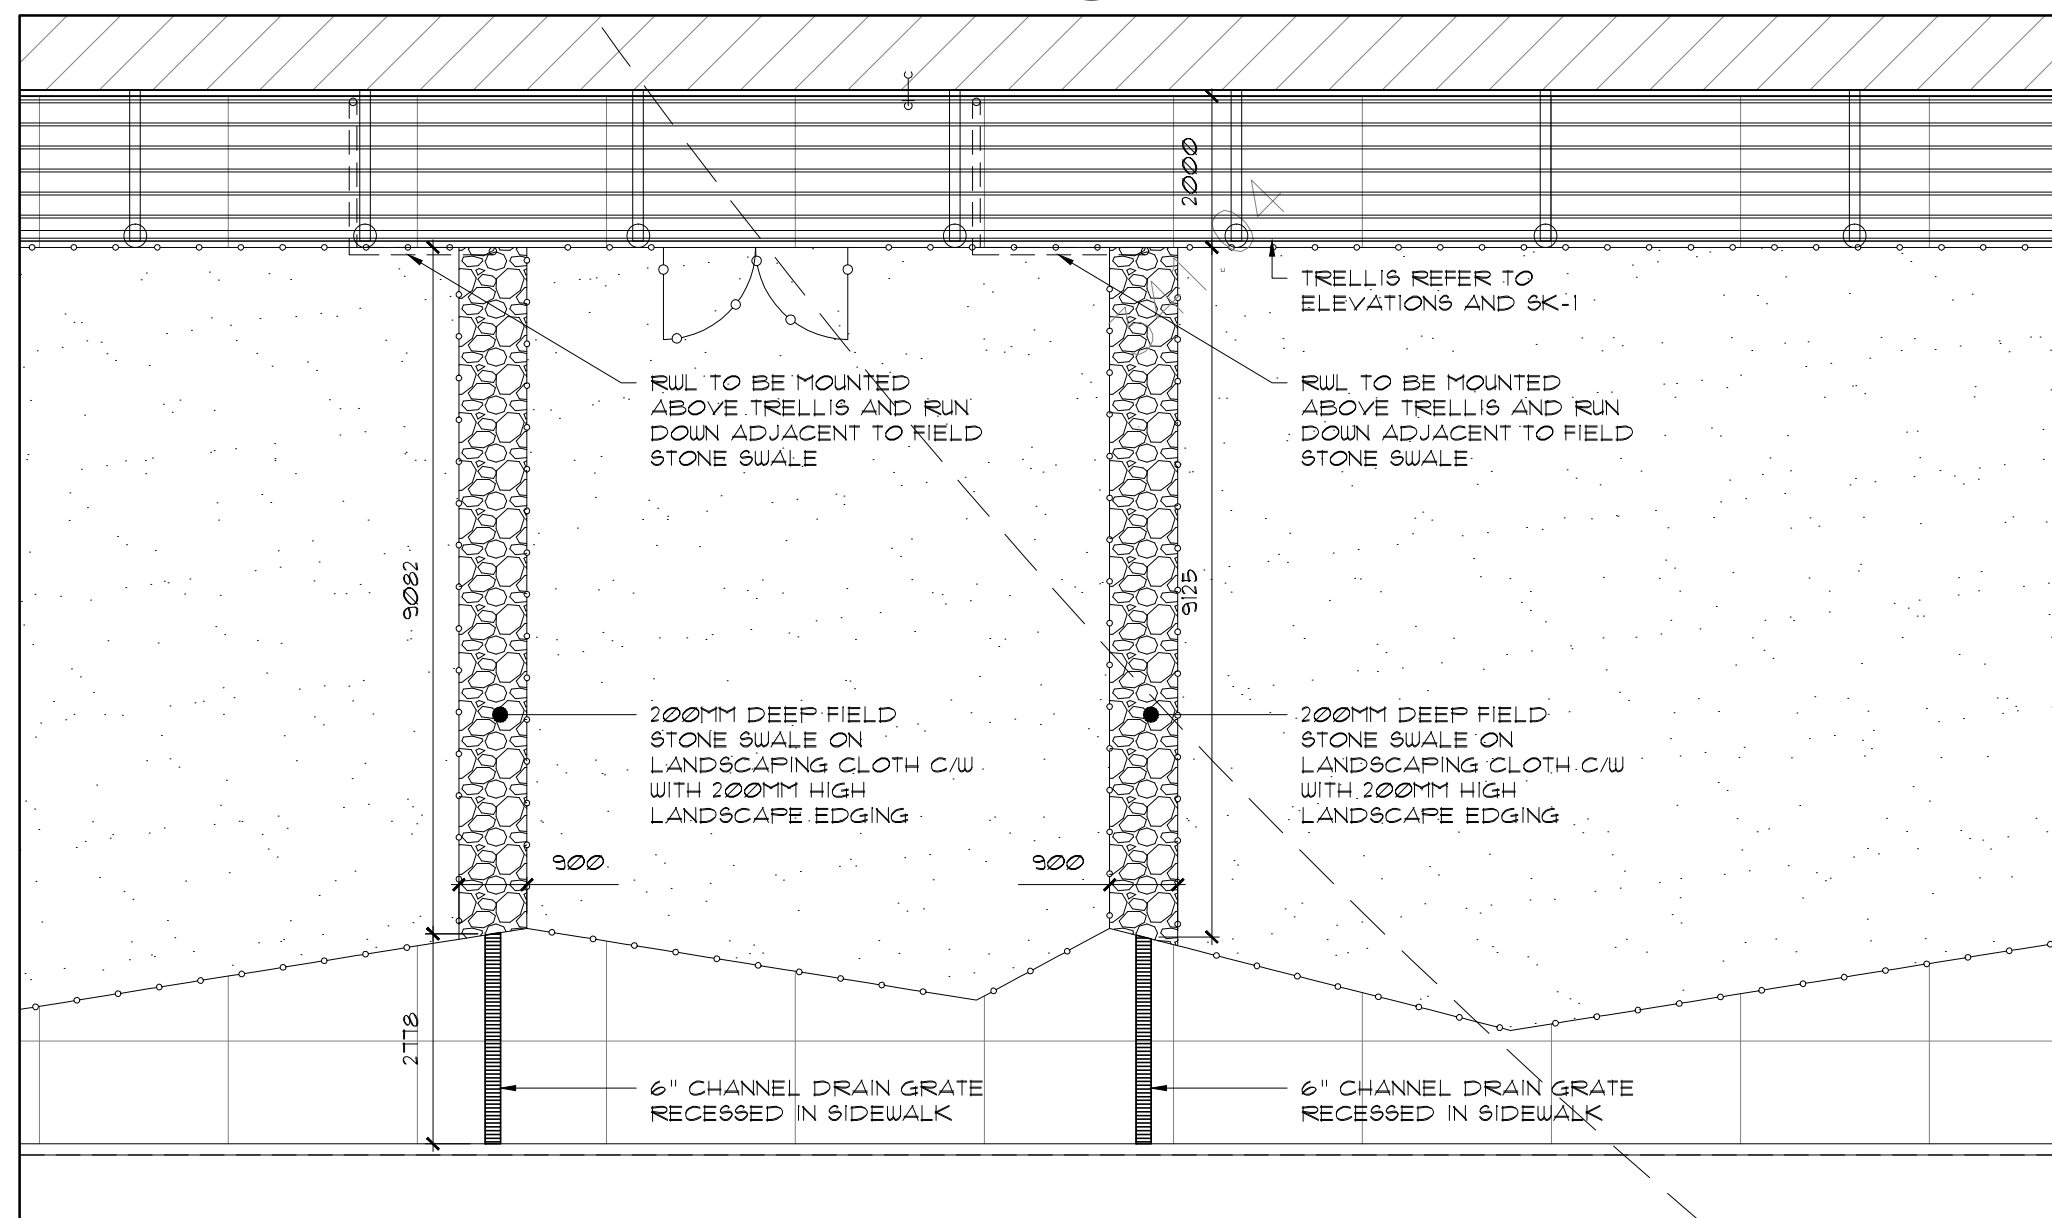 2000
TRELLIS REFER TO
ELEVATIONS AND SK-1
RWL TO BE MOUNTED
ABOVE TRELLIS AND RUN
DOWN ADJACENT TO FIELD
STONE SWALE
RWL TO BE MOUNTED
ABOVE TRELLIS AND RUN
DOWN ADJACENT TO FIELD
STONE SWALE
9082
9125
200MM DEEP FIELD
STONE SWALE ON
LANDSCAPING CLOTH C/W
WITH 200MM HIGH
LANDSCAPE EDGING
200MM DEEP FIELD
STONE SWALE ON
LANDSCAPING CLOTH C/W
WITH 200MM HIGH
LANDSCAPE EDGING
900
900
2778
6" CHANNEL DRAIN GRATE
RECESSED IN SIDEWALK
6" CHANNEL DRAIN GRATE
RECESSED IN SIDEWALK